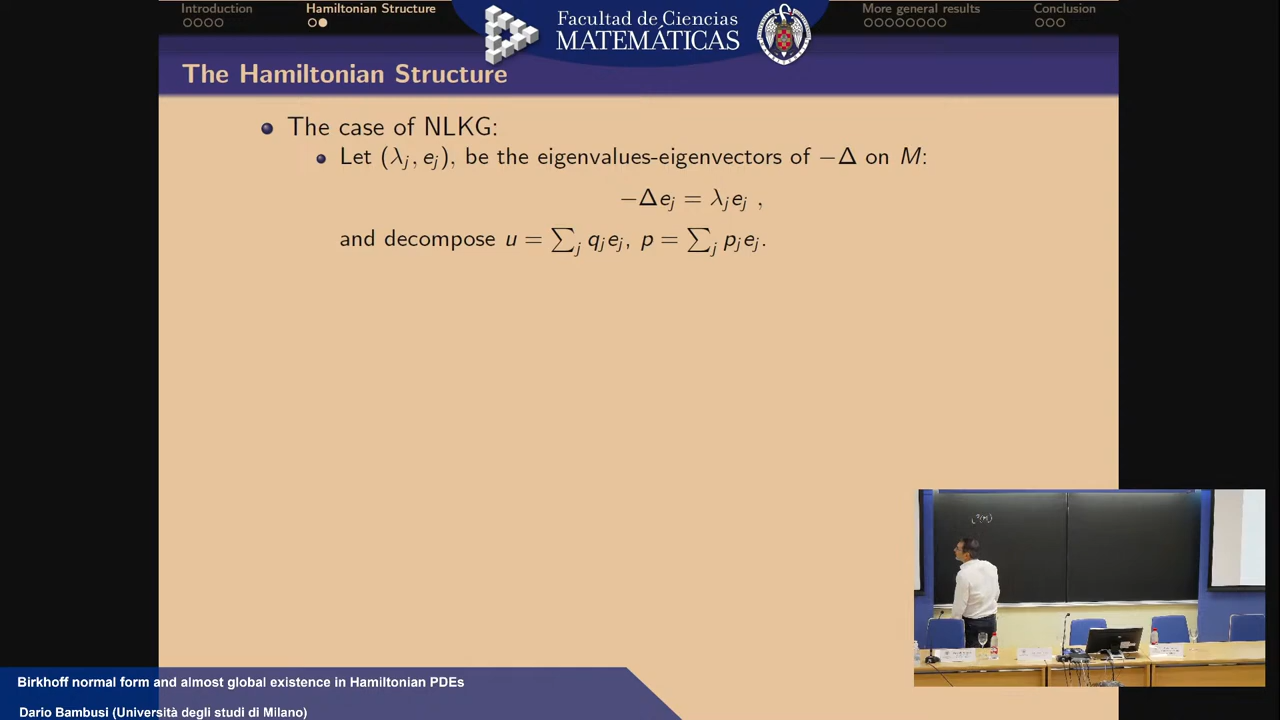 Introduction
Hamiltonian Structure
More general results
Conclusion
Facultad de Ciencias
MATEMÁTICAS
The Hamiltonian Structure
The case of NLKG:
Let (λ_j, e_j), be the eigenvalues-eigenvectors of −Δ on M:
−Δe_j = λ_j e_j ,
and decompose u = ∑_j q_j e_j, p = ∑_j p_j e_j.
Birkhoff normal form and almost global existence in Hamiltonian PDEs
Dario Bambusi (Università degli studi di Milano)